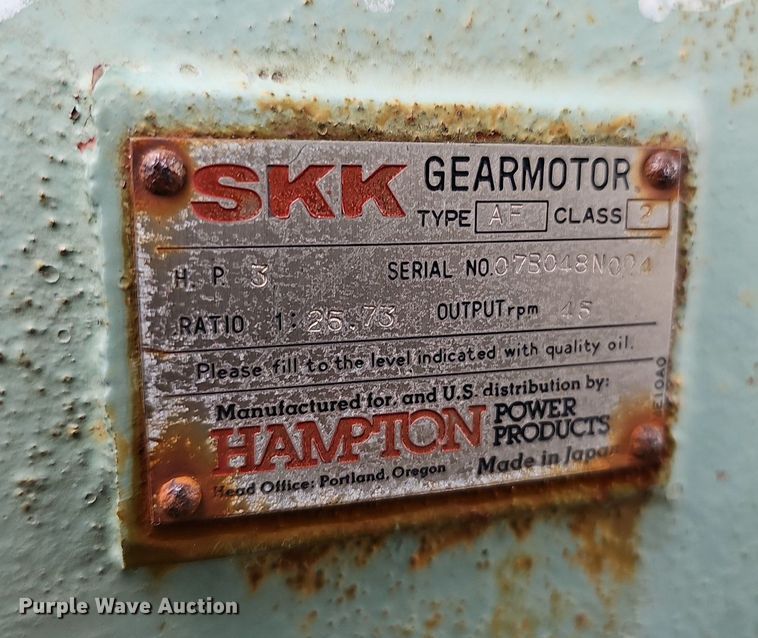 SKK GEARMOTOR
TYPE AF CLASS 2
H.P. 3 SERIAL NO. 07B048N024
RATIO 1: 25.73 OUTPUT rpm 45
Please fill to the level indicated with quality oil.
Manufactured for, and U.S. distribution by:
HAMPTON POWER PRODUCTS
Head Office: Portland, Oregon Made in Japan
E10A0
Purple Wave Auction